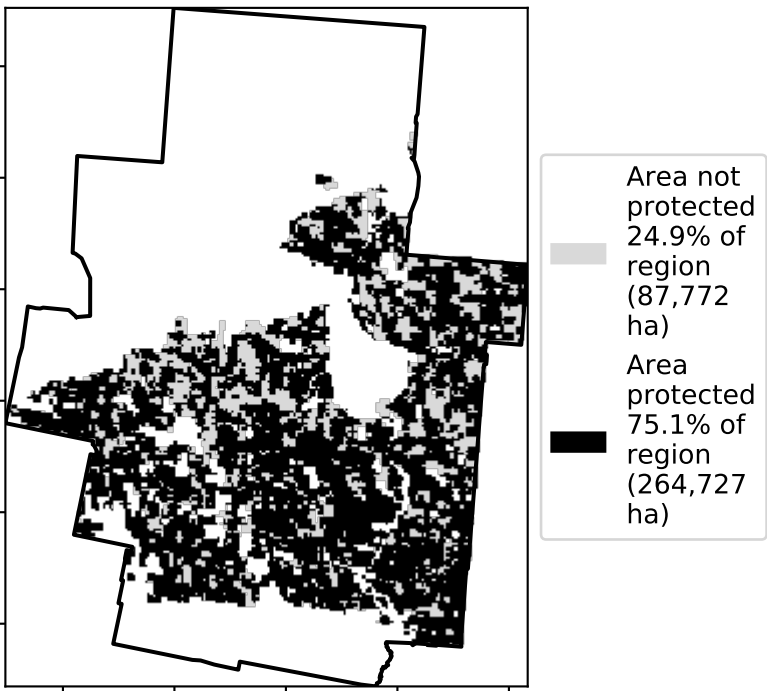 Area not
protected
24.9% of
region
(87,772
ha)
Area
protected
75.1% of
region
(264,727
ha)